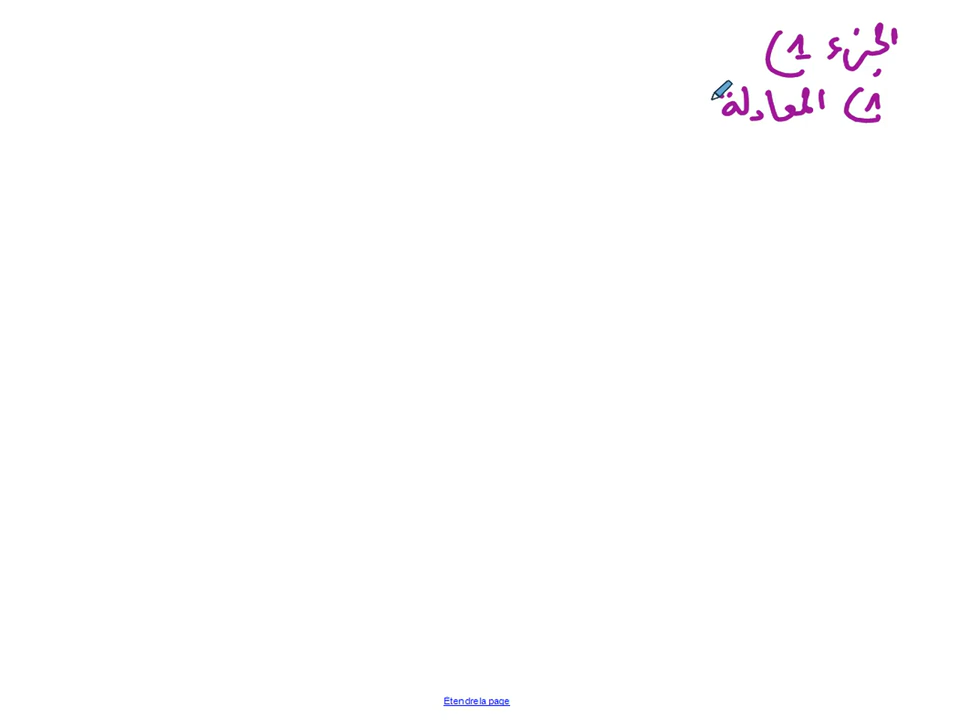 الجزء 1)
1) المعادلة
Étendre la page